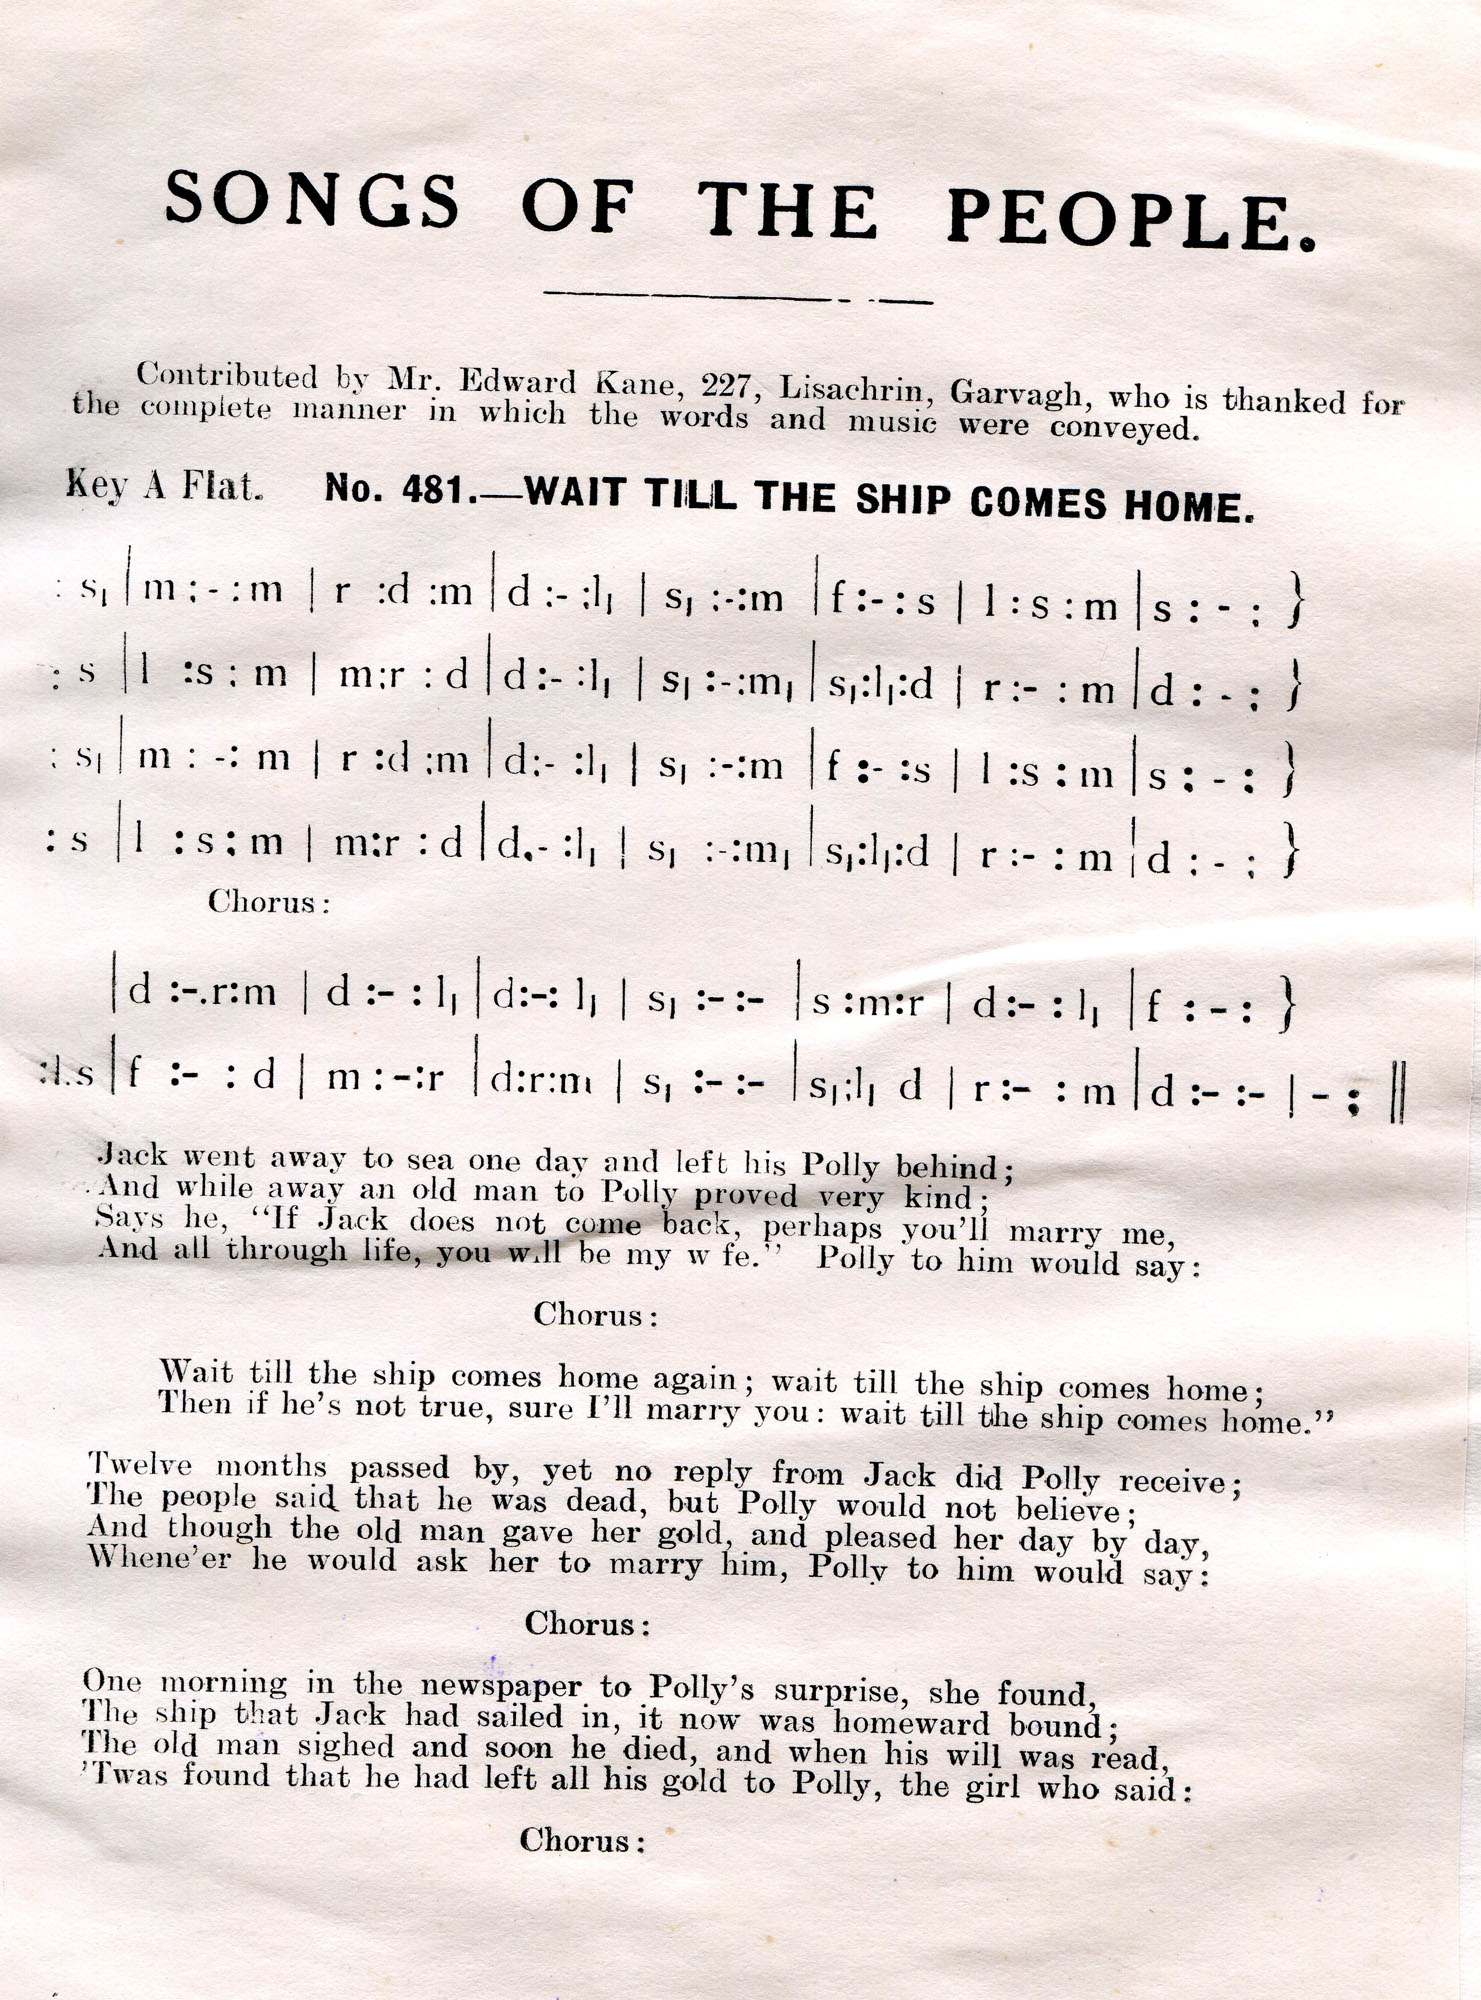 SONGS OF THE PEOPLE.
Contributed by Mr. Edward Kane, 227, Lisachrin, Garvagh, who is thanked for
the complete manner in which the words and music were conveyed.
Key A Flat. No. 481.—WAIT TILL THE SHIP COMES HOME.
: s, | m : - : m | r : d : m | d : - : l, | s, : - : m | f : - : s | l : s : m | s : - : }
: s | l : s : m | m : r : d | d : - : l, | s, : - : m, | s, : l, : d | r : - : m | d : - : }
: s, | m : - : m | r : d : m | d : - : l, | s, : - : m | f : - : s | l : s : m | s : - : }
: s | l : s : m | m : r : d | d . - : l, | s, : - : m, | s, : l, : d | r : - : m | d : - : }
Chorus:
| d : - . r : m | d : - : l, | d : - : l, | s, : - : - | s : m : r | d : - : l, | f : - : }
: l . s | f : - : d | m : - : r | d : r : m | s, : - : - | s, : l, d | r : - : m | d : - : - | - : ||
Jack went away to sea one day and left his Polly behind;
And while away an old man to Polly proved very kind;
Says he, "If Jack does not come back, perhaps you'll marry me,
And all through life, you w.ll be my w fe." Polly to him would say:
Chorus:
Wait till the ship comes home again; wait till the ship comes home;
Then if he's not true, sure I'll marry you: wait till the ship comes home."
Twelve months passed by, yet no reply from Jack did Polly receive;
The people said that he was dead, but Polly would not believe;
And though the old man gave her gold, and pleased her day by day,
Whene'er he would ask her to marry him, Polly to him would say:
Chorus:
One morning in the newspaper to Polly's surprise, she found,
The ship that Jack had sailed in, it now was homeward bound;
The old man sighed and soon he died, and when his will was read,
'Twas found that he had left all his gold to Polly, the girl who said:
Chorus: